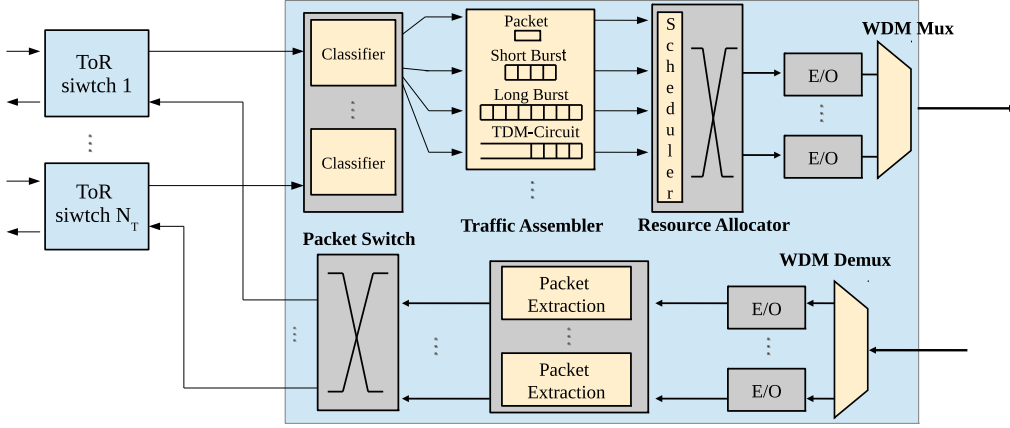 ToR
siwtch 1
ToR
siwtch N_T
Classifier
Classifier
Packet
Short Burst
Long Burst
TDM-Circuit
Traffic Assembler
S
c
h
e
d
u
l
e
r
Resource Allocator
E/O
E/O
WDM Mux
Packet Switch
Packet
Extraction
Packet
Extraction
E/O
E/O
WDM Demux